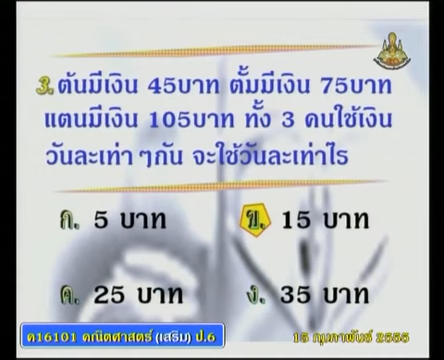 3. ต้นมีเงิน 45บาท ตั้มมีเงิน 75บาท
แตนมีเงิน 105บาท ทั้ง 3 คนใช้เงิน
วันละเท่าๆกัน จะใช้วันละเท่าไร
ก. 5 บาท
ข. 15 บาท
ค. 25 บาท
ง. 35 บาท
ค16101 คณิตศาสตร์ (เสริม) ป.6
15 กุมภาพันธ์ 2555